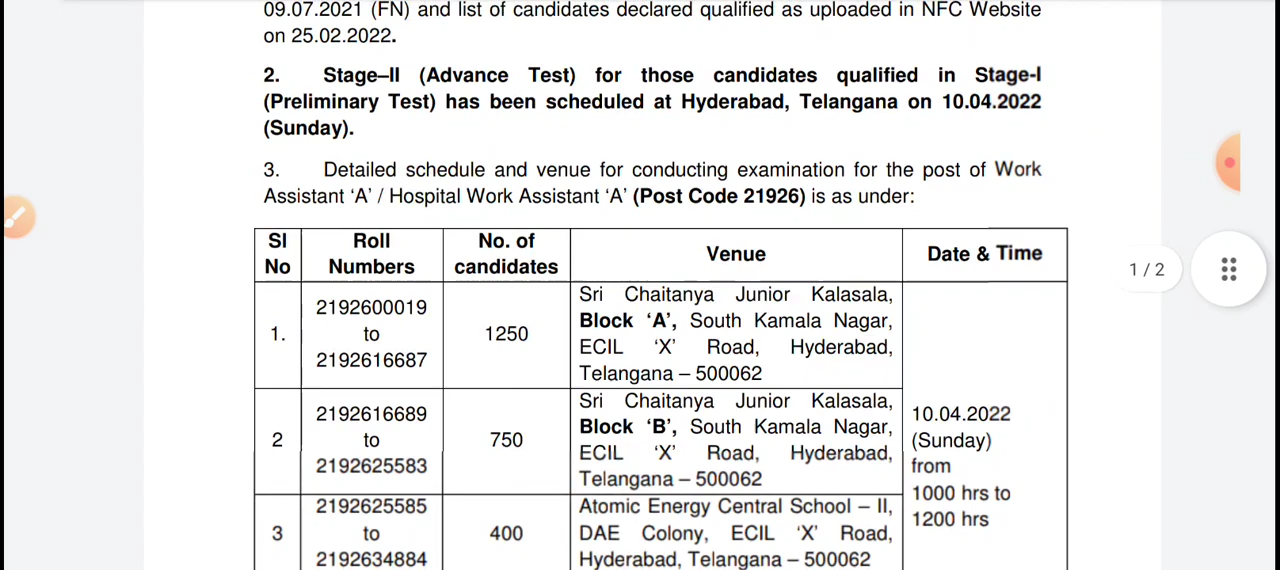 09.07.2021 (FN) and list of candidates declared qualified as uploaded in NFC Website
on 25.02.2022.
2. Stage–II (Advance Test) for those candidates qualified in Stage-I
(Preliminary Test) has been scheduled at Hyderabad, Telangana on 10.04.2022
(Sunday).
3. Detailed schedule and venue for conducting examination for the post of Work
Assistant ‘A’ / Hospital Work Assistant ‘A’ (Post Code 21926) is as under:
Sl No
Roll Numbers
No. of candidates
Venue
Date & Time
1.
2192600019
to
2192616687
1250
Sri Chaitanya Junior Kalasala,
Block ‘A’, South Kamala Nagar,
ECIL ‘X’ Road, Hyderabad,
Telangana – 500062
2
2192616689
to
2192625583
750
Sri Chaitanya Junior Kalasala,
Block ‘B’, South Kamala Nagar,
ECIL ‘X’ Road, Hyderabad,
Telangana – 500062
3
2192625585
to
2192634884
400
Atomic Energy Central School – II,
DAE Colony, ECIL ‘X’ Road,
Hyderabad, Telangana – 500062
10.04.2022
(Sunday)
from
1000 hrs to
1200 hrs
1 / 2